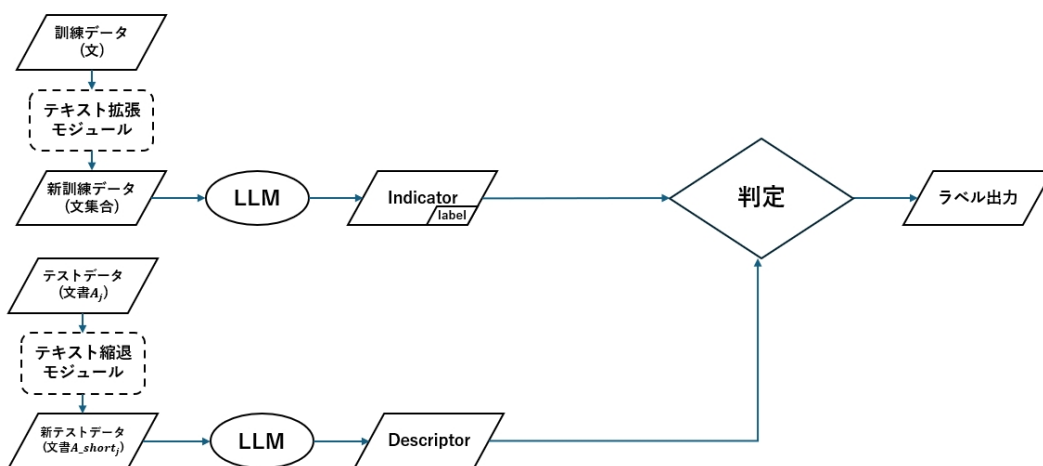 訓練データ
(文)
テキスト拡張
モジュール
新訓練データ
(文集合)
LLM
Indicator
label
判定
ラベル出力
テストデータ
(文書A_j)
テキスト縮退
モジュール
新テストデータ
(文書A_short_j)
LLM
Descriptor